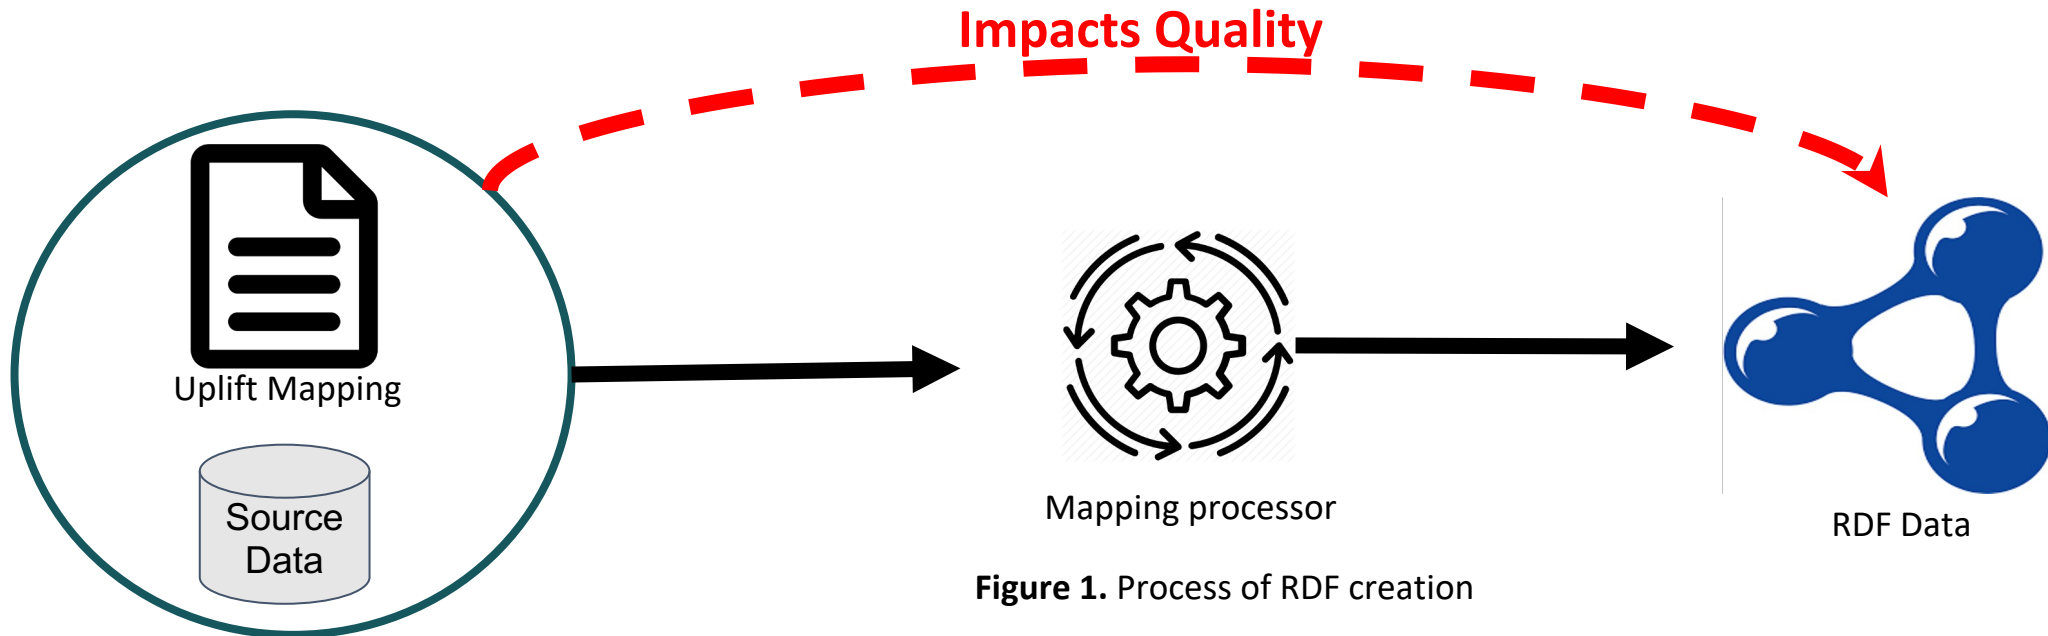 Impacts Quality
Uplift Mapping
Source
Data
Mapping processor
RDF Data
Figure 1. Process of RDF creation